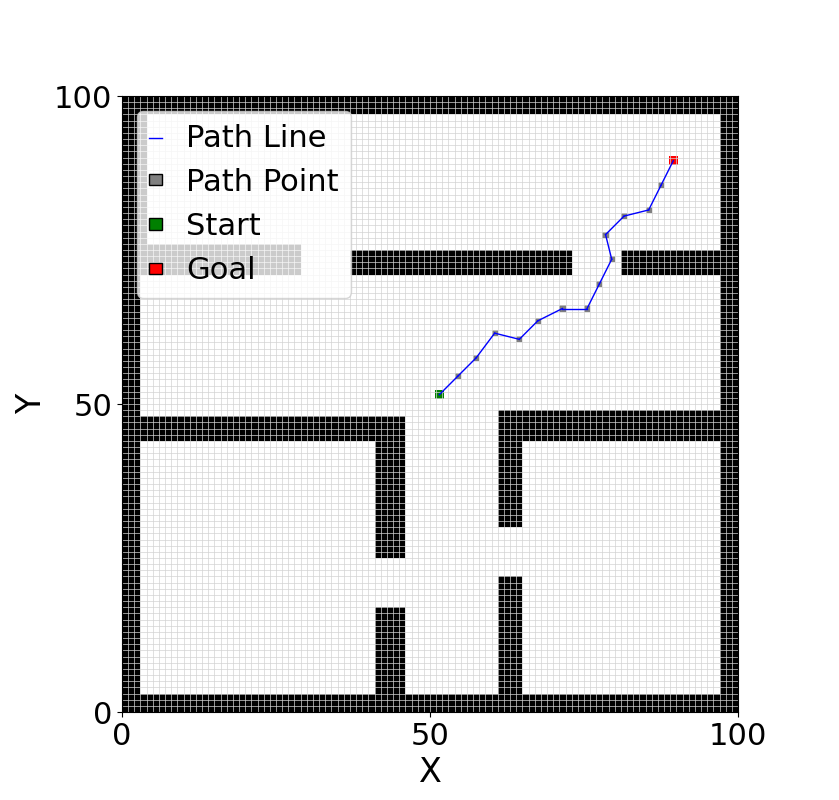 100
Path Line
Path Point
Start
Goal
Y
50
0
0 50 100
X